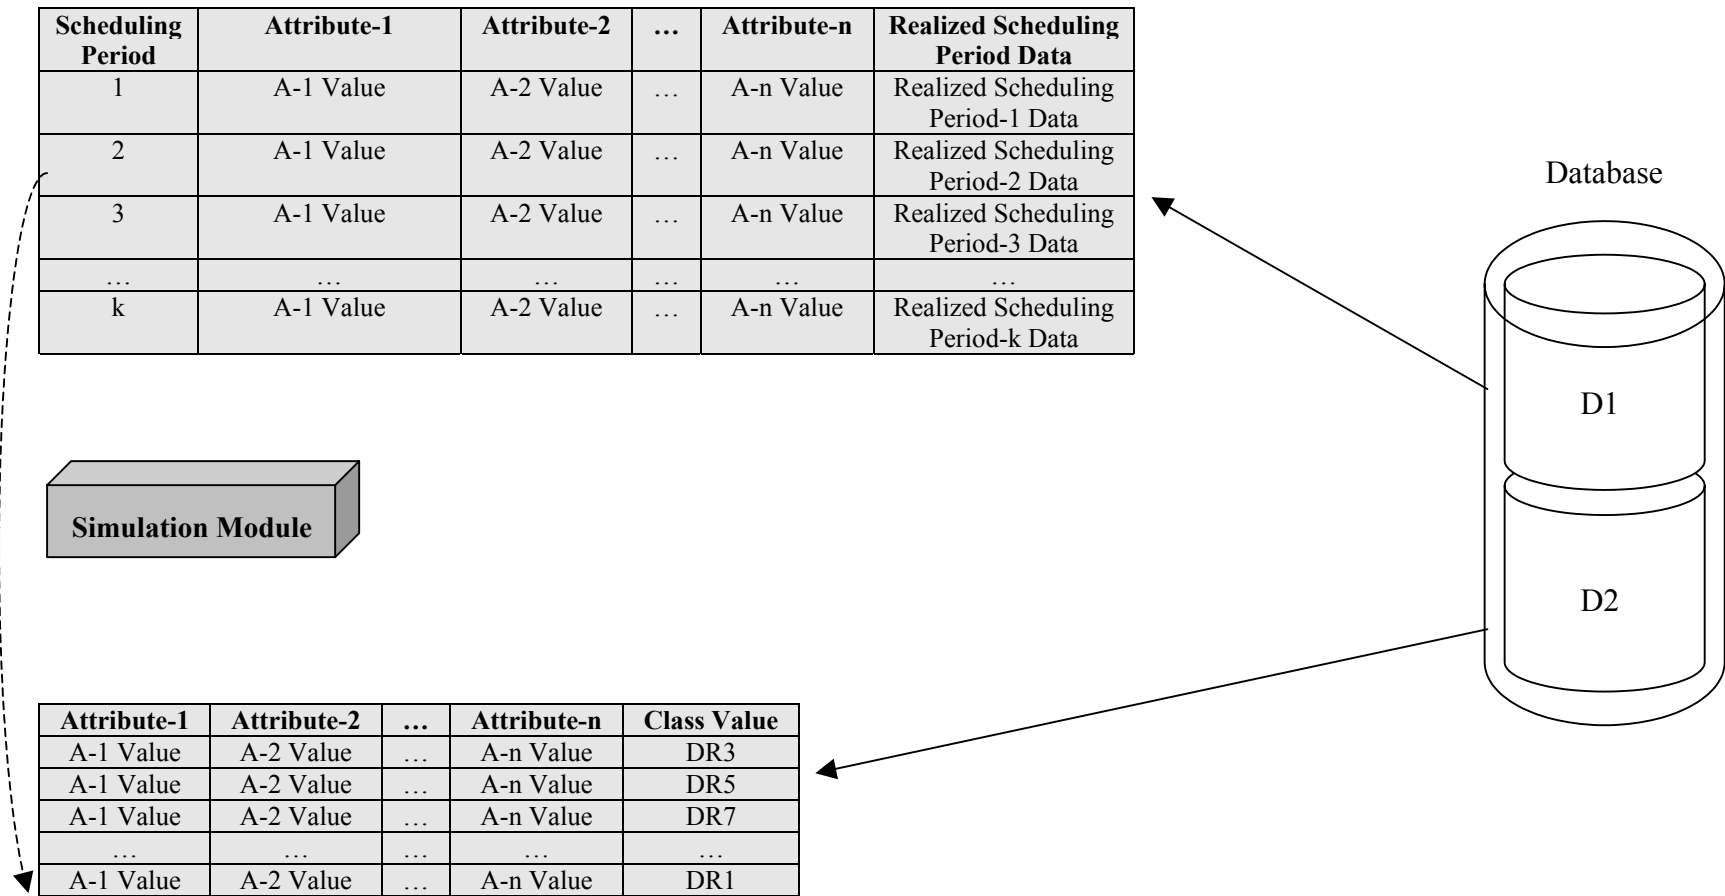 Scheduling Period Attribute-1 Attribute-2 … Attribute-n Realized Scheduling Period Data
1 A-1 Value A-2 Value … A-n Value Realized Scheduling Period-1 Data
2 A-1 Value A-2 Value … A-n Value Realized Scheduling Period-2 Data
3 A-1 Value A-2 Value … A-n Value Realized Scheduling Period-3 Data
… … … … … …
k A-1 Value A-2 Value … A-n Value Realized Scheduling Period-k Data
Database
D1
D2
Simulation Module
Attribute-1 Attribute-2 … Attribute-n Class Value
A-1 Value A-2 Value … A-n Value DR3
A-1 Value A-2 Value … A-n Value DR5
A-1 Value A-2 Value … A-n Value DR7
… … … … …
A-1 Value A-2 Value … A-n Value DR1